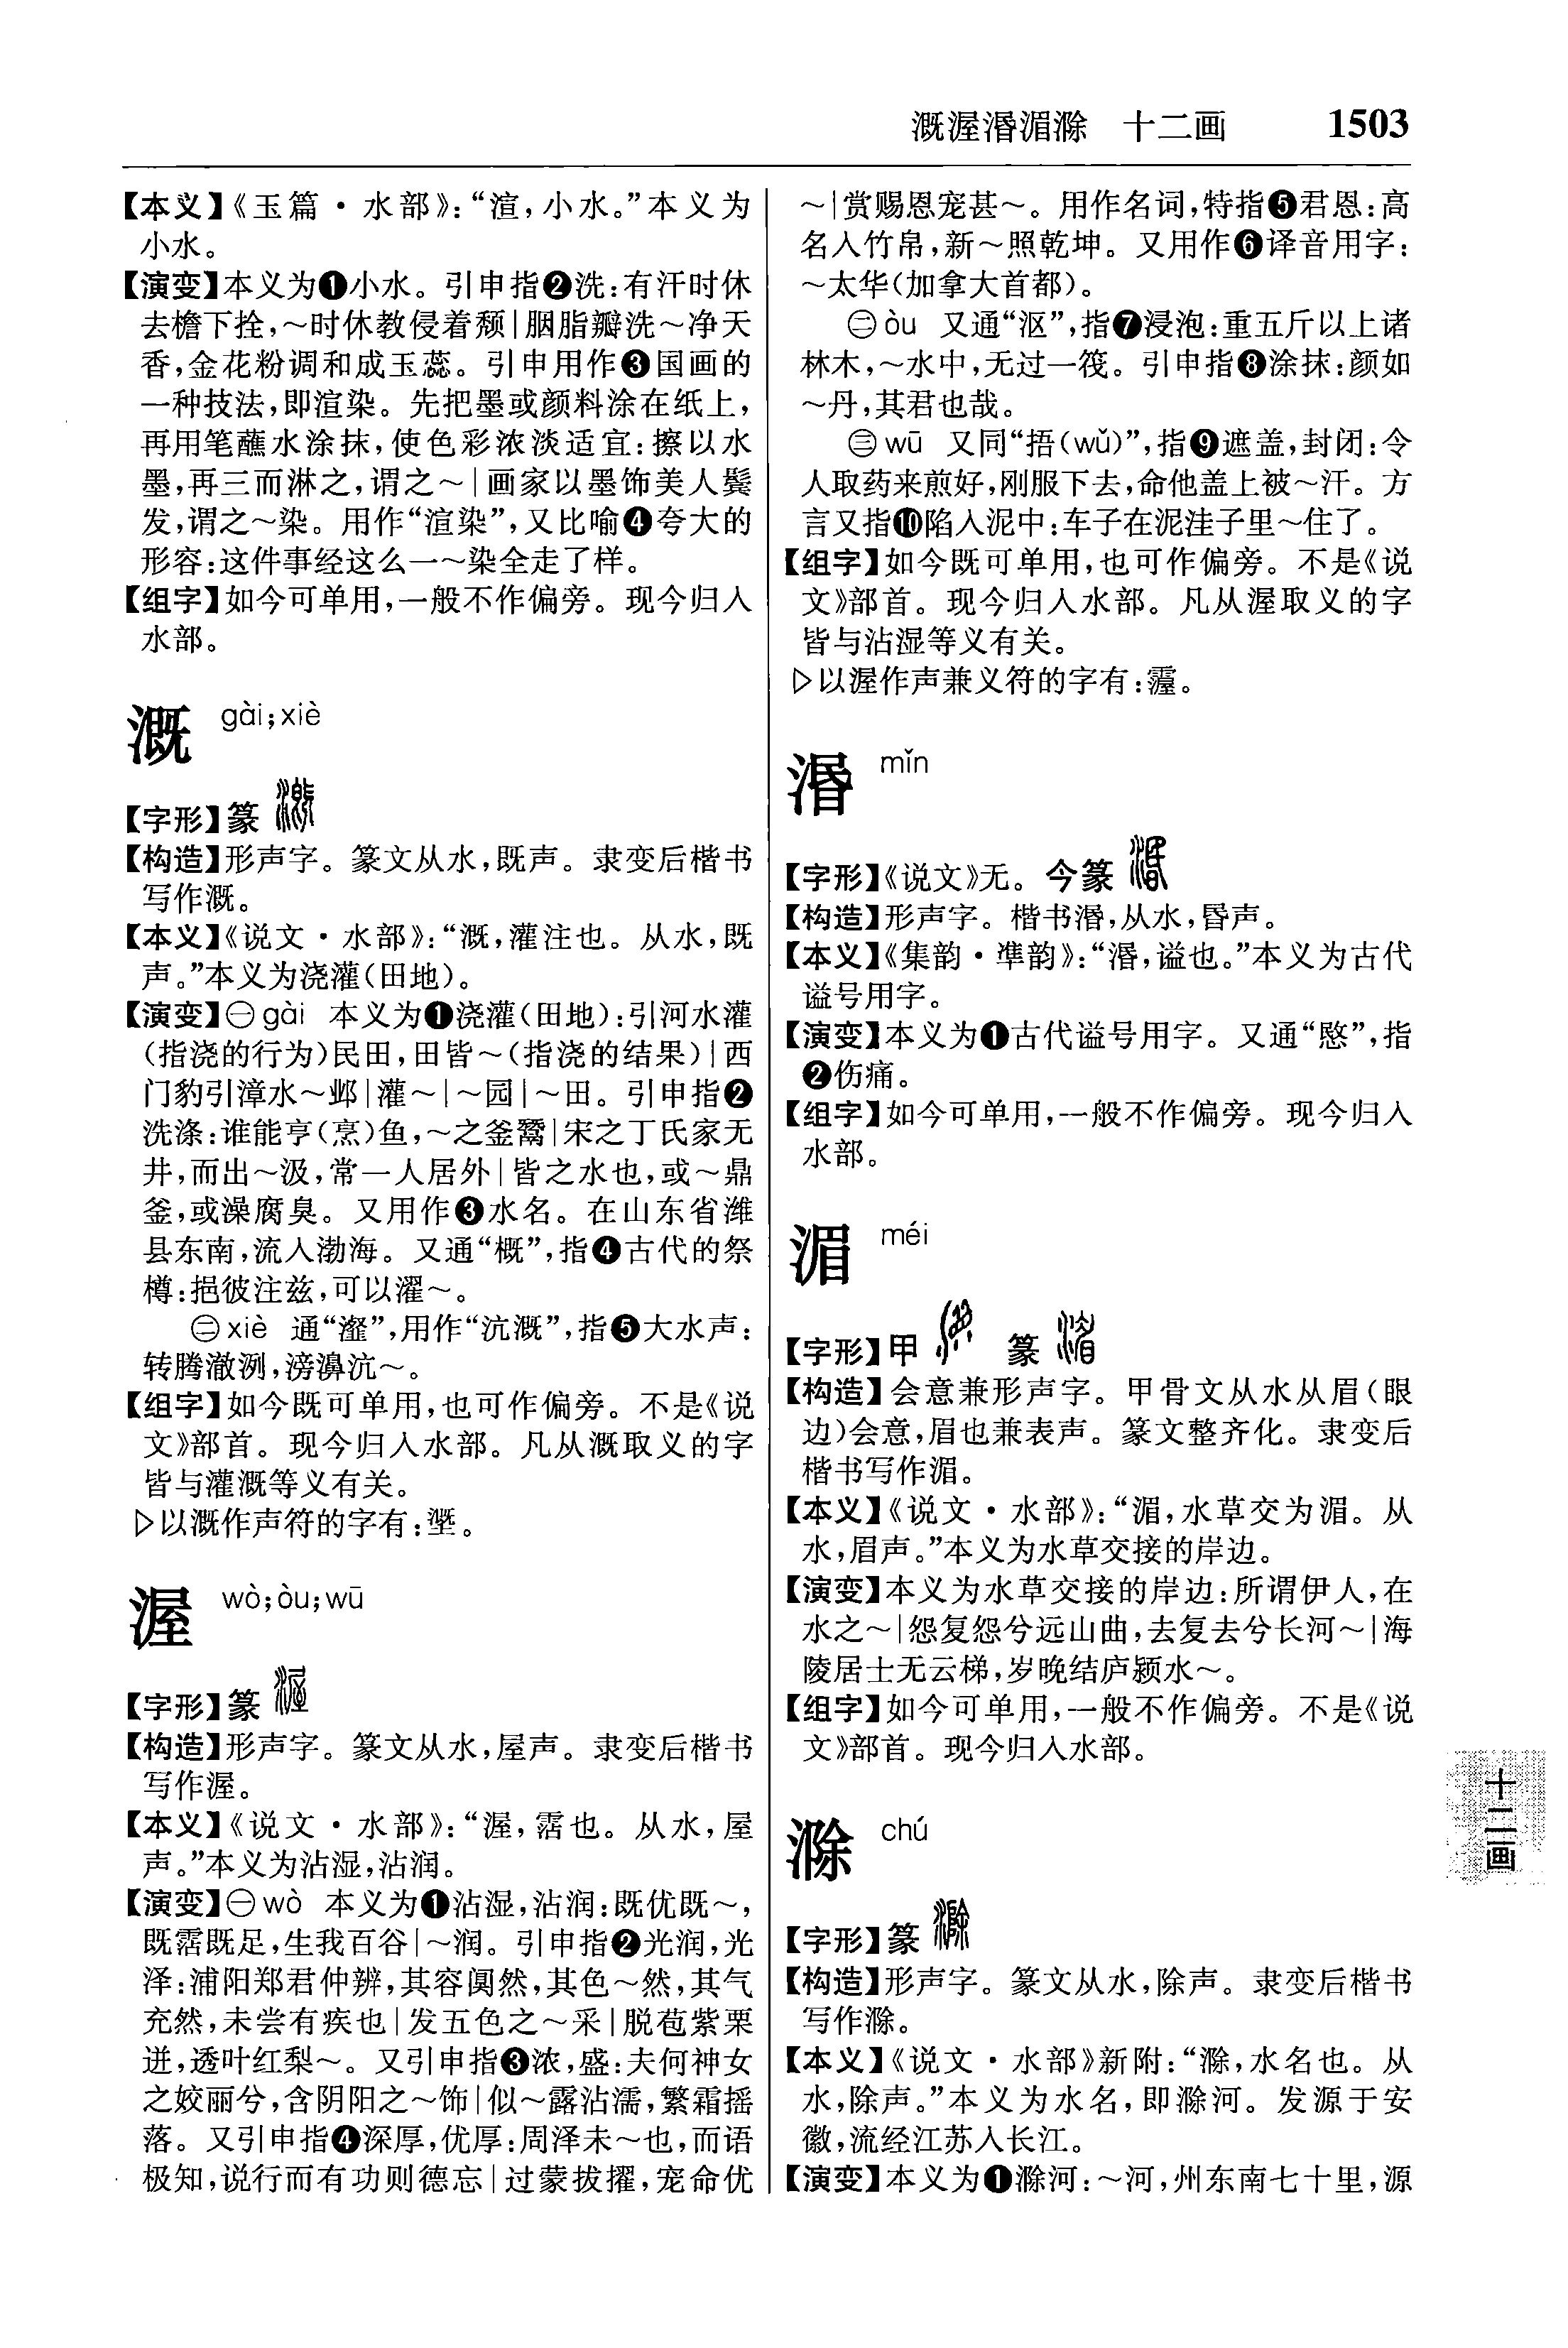 溉渥湣湄滁 十二画 1503
【本义】《玉篇·水部》：“渲，小水。”本义为
小水。
【演变】本义为❶小水。引申指❷洗：有汗时休
去檐下拴，～时休教侵着颓|胭脂瓣洗～净天
香，金花粉调和成玉蕊。引申用作❸国画的
一种技法，即渲染。先把墨或颜料涂在纸上，
再用笔蘸水涂抹，使色彩浓淡适宜：擦以水
墨，再三而淋之，谓之～|画家以墨饰美人鬓
发，谓之～染。用作“渲染”，又比喻❹夸大的
形容：这件事经这么一～染全走了样。
【组字】如今可单用，一般不作偏旁。现今归入
水部。
溉 gài；xiè
【字形】篆
【构造】形声字。篆文从水，既声。隶变后楷书
写作溉。
【本义】《说文·水部》：“溉，灌注也。从水，既
声。”本义为浇灌（田地）。
【演变】㊀gài 本义为❶浇灌（田地）：引河水灌
（指浇的行为）民田，田皆～（指浇的结果）|西
门豹引漳水～邺|灌～|～园|～田。引申指❷
洗涤：谁能亨（烹）鱼，～之釜鬵|宋之丁氏家无
井，而出～汲，常一人居外|皆之水也，或～鼎
釜，或澡腐臭。又用作❸水名。在山东省潍
县东南，流入渤海。又通“概”，指❹古代的祭
樽：挹彼注兹，可以濯～。
㊁xiè 通“瀣”，用作“沆溉”，指❺大水声：
转腾潎洌，滂濞沆～。
【组字】如今既可单用，也可作偏旁。不是《说
文》部首。现今归入水部。凡从溉取义的字
皆与灌溉等义有关。
▷以溉作声符的字有：墍。
渥 wò；òu；wū
【字形】篆
【构造】形声字。篆文从水，屋声。隶变后楷书
写作渥。
【本义】《说文·水部》：“渥，霑也。从水，屋
声。”本义为沾湿，沾润。
【演变】㊀wò 本义为❶沾湿，沾润：既优既～，
既霑既足，生我百谷|～润。引申指❷光润，光
泽：浦阳郑君仲辨，其容阗然，其色～然，其气
充然，未尝有疾也|发五色之～采|脱苞紫栗
迸，透叶红梨～。又引申指❸浓，盛：夫何神女
之姣丽兮，含阴阳之～饰|似～露沾濡，繁霜摇
落。又引申指❹深厚，优厚：周泽未～也，而语
极知，说行而有功则德忘|过蒙拔擢，宠命优
～|赏赐恩宠甚～。用作名词，特指❺君恩：高
名入竹帛，新～照乾坤。又用作❻译音用字：
～太华（加拿大首都）。
㊁òu 又通“沤”，指❼浸泡：重五斤以上诸
林木，～水中，无过一筏。引申指❽涂抹：颜如
～丹，其君也哉。
㊂wū 又同“捂（wǔ）”，指❾遮盖，封闭：令
人取药来煎好，刚服下去，命他盖上被～汗。方
言又指❿陷入泥中：车子在泥洼子里～住了。
【组字】如今既可单用，也可作偏旁。不是《说
文》部首。现今归入水部。凡从渥取义的字
皆与沾湿等义有关。
▷以渥作声兼义符的字有：䨥。
湣 mǐn
【字形】《说文》无。今篆
【构造】形声字。楷书湣，从水，昬声。
【本义】《集韵·準韵》：“湣，谥也。”本义为古代
谥号用字。
【演变】本义为❶古代谥号用字。又通“愍”，指
❷伤痛。
【组字】如今可单用，一般不作偏旁。现今归入
水部。
湄 méi
【字形】甲 篆
【构造】会意兼形声字。甲骨文从水从眉（眼
边）会意，眉也兼表声。篆文整齐化。隶变后
楷书写作湄。
【本义】《说文·水部》：“湄，水草交为湄。从
水，眉声。”本义为水草交接的岸边。
【演变】本义为水草交接的岸边：所谓伊人，在
水之～|怨复怨兮远山曲，去复去兮长河～|海
陵居士无云梯，岁晚结庐颍水～。
【组字】如今可单用，一般不作偏旁。不是《说
文》部首。现今归入水部。
滁 chú
【字形】篆
【构造】形声字。篆文从水，除声。隶变后楷书
写作滁。
【本义】《说文·水部》新附：“滁，水名也。从
水，除声。”本义为水名，即滁河。发源于安
徽，流经江苏入长江。
【演变】本义为❶滁河：～河，州东南七十里，源
十二画